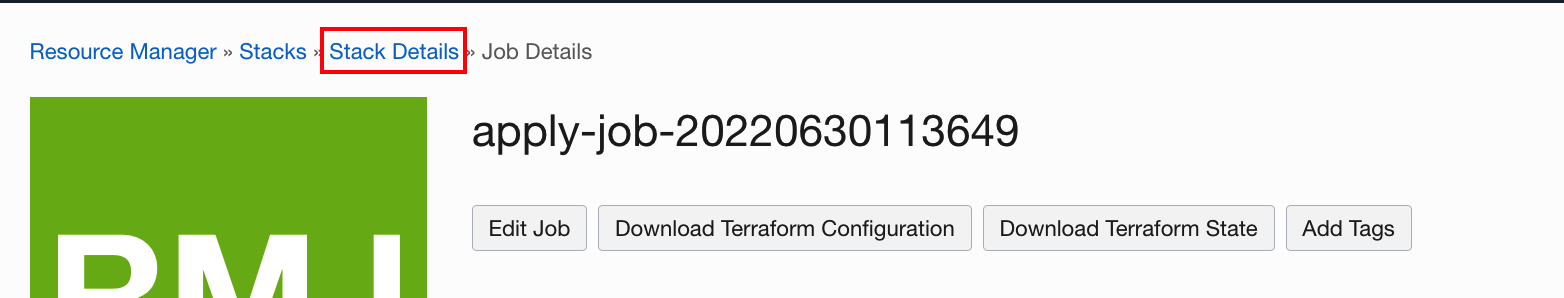 Resource Manager » Stacks » Stack Details » Job Details
apply-job-20220630113649
Edit Job Download Terraform Configuration Download Terraform State Add Tags
RMJ